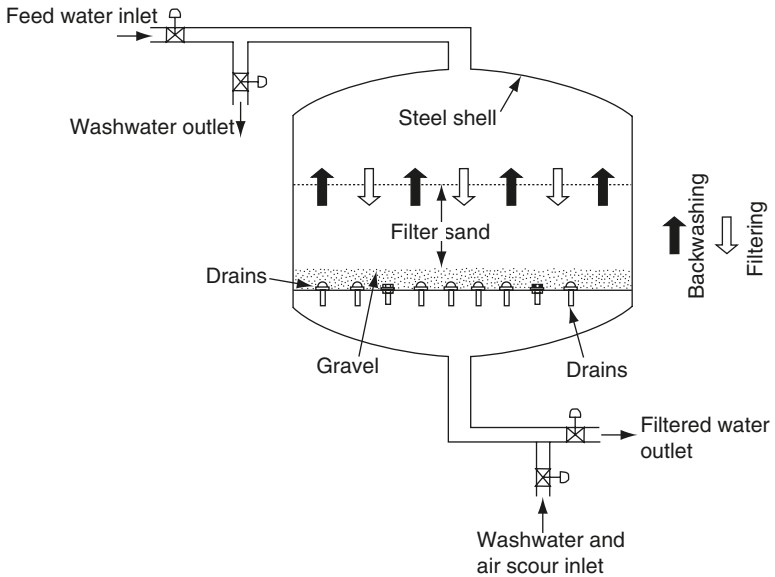 Feed water inlet
Washwater outlet
Steel shell
Filter sand
Drains
Gravel
Drains
Backwashing
Filtering
Filtered water
outlet
Washwater and
air scour inlet